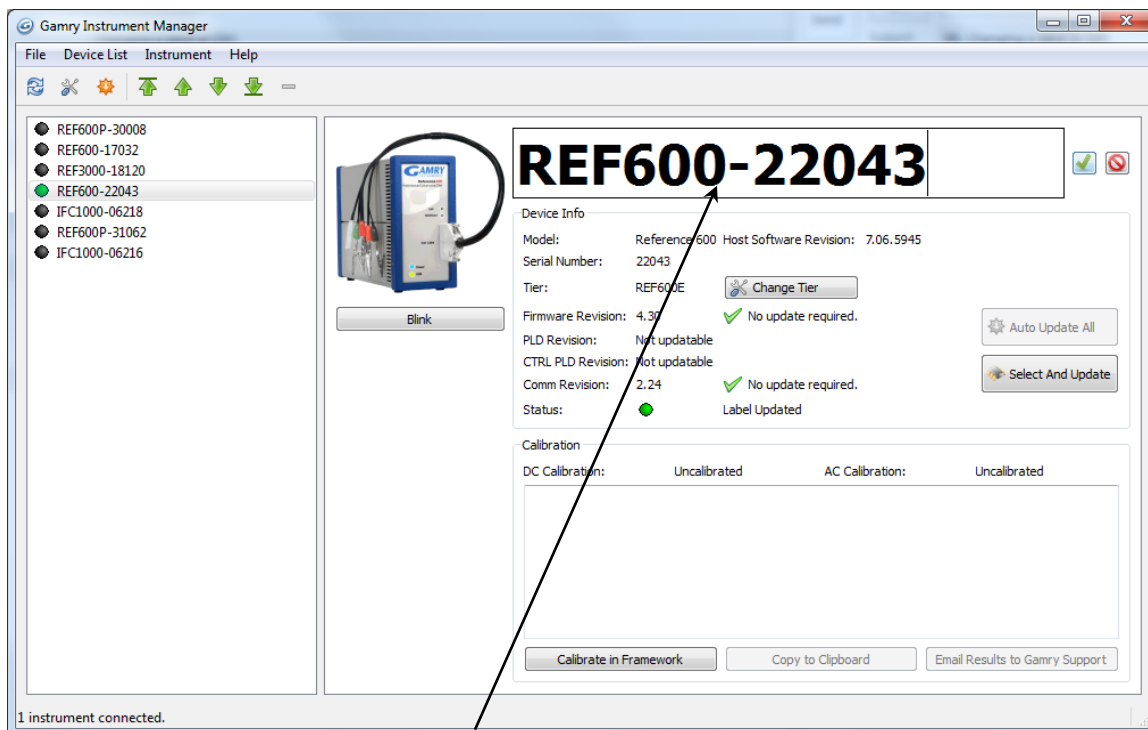 Gamry Instrument Manager
File Device List Instrument Help
REF600P-30008
REF600-17032
REF3000-18120
REF600-22043
IFC1000-06218
REF600P-31062
IFC1000-06216
GAMRY
Blink
REF600-22043
Device Info
Model: Reference 600 Host Software Revision: 7.06.5945
Serial Number: 22043
Tier: REF600E Change Tier
Firmware Revision: 4.30 No update required.
PLD Revision: Not updatable
CTRL PLD Revision: Not updatable
Comm Revision: 2.24 No update required.
Status: Label Updated
Auto Update All
Select And Update
Calibration
DC Calibration: Uncalibrated AC Calibration: Uncalibrated
Calibrate in Framework Copy to Clipboard Email Results to Gamry Support
1 instrument connected.